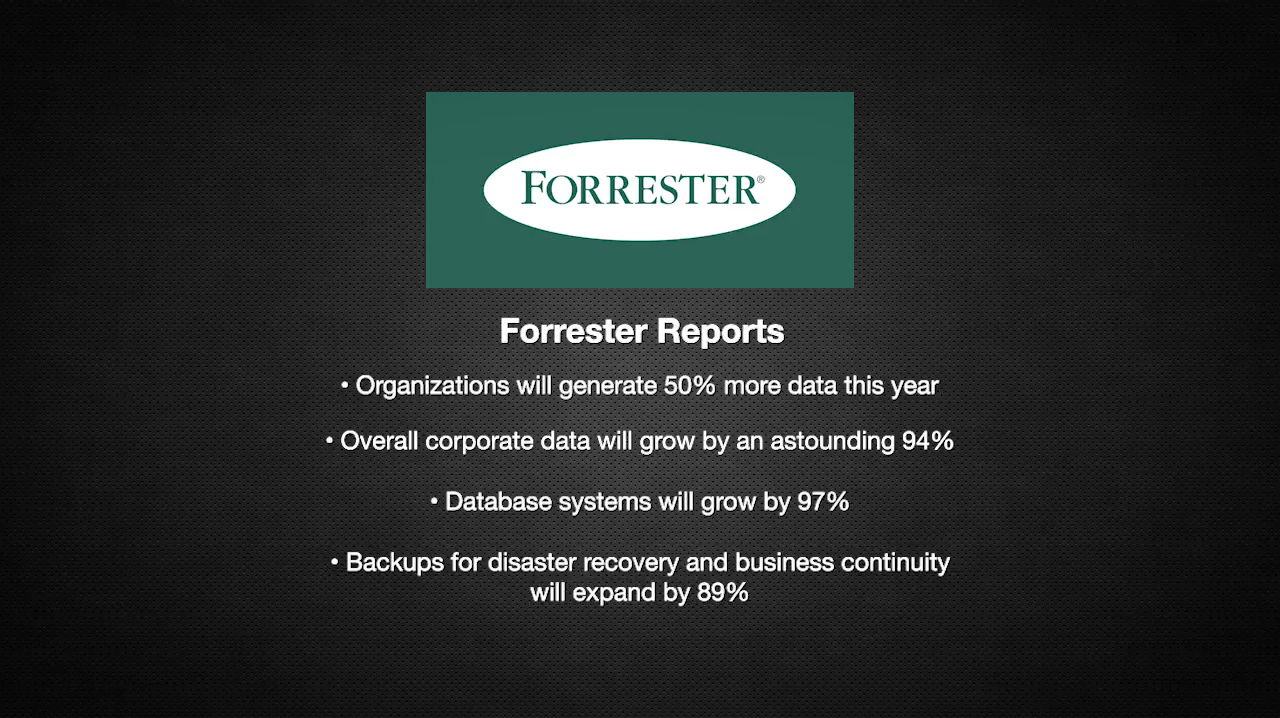 FORRESTER®
Forrester Reports
• Organizations will generate 50% more data this year
• Overall corporate data will grow by an astounding 94%
• Database systems will grow by 97%
• Backups for disaster recovery and business continuity
will expand by 89%